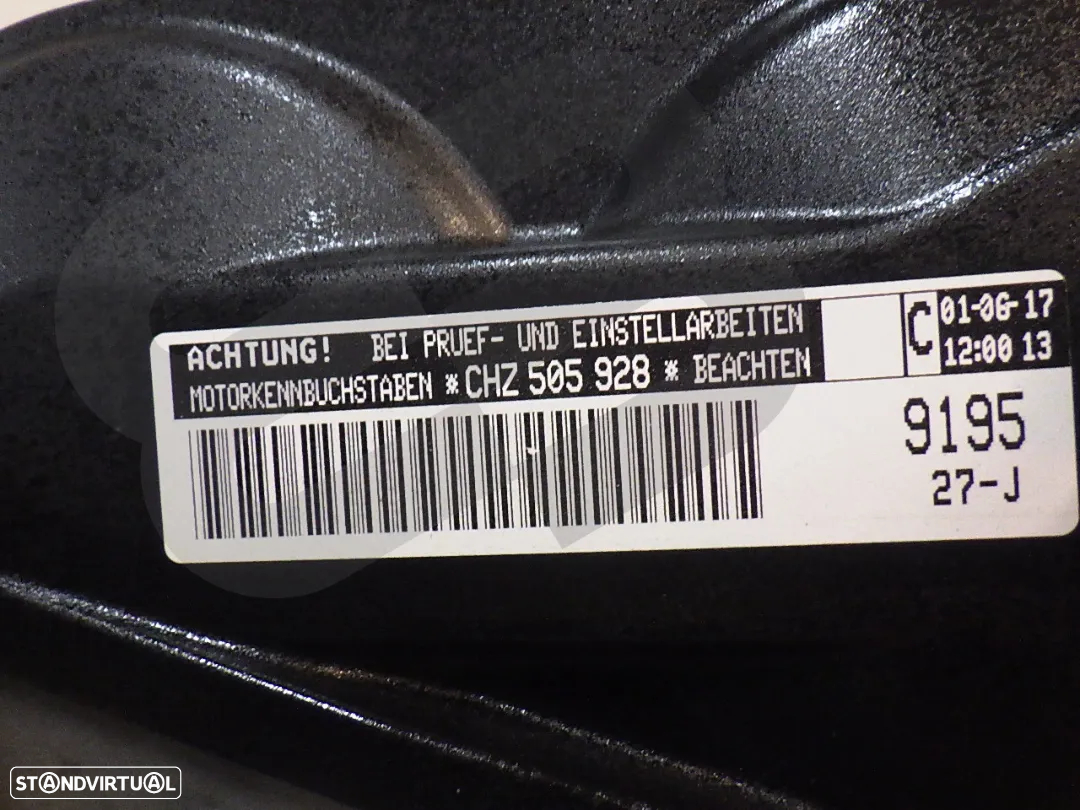 ACHTUNG! BEI PRUEF- UND EINSTELLARBEITEN
MOTORKENNBUCHSTABEN *CHZ 505 928 * BEACHTEN
C
01-06-17
12:00 13
9195
27-J
STANDVIRTUAL